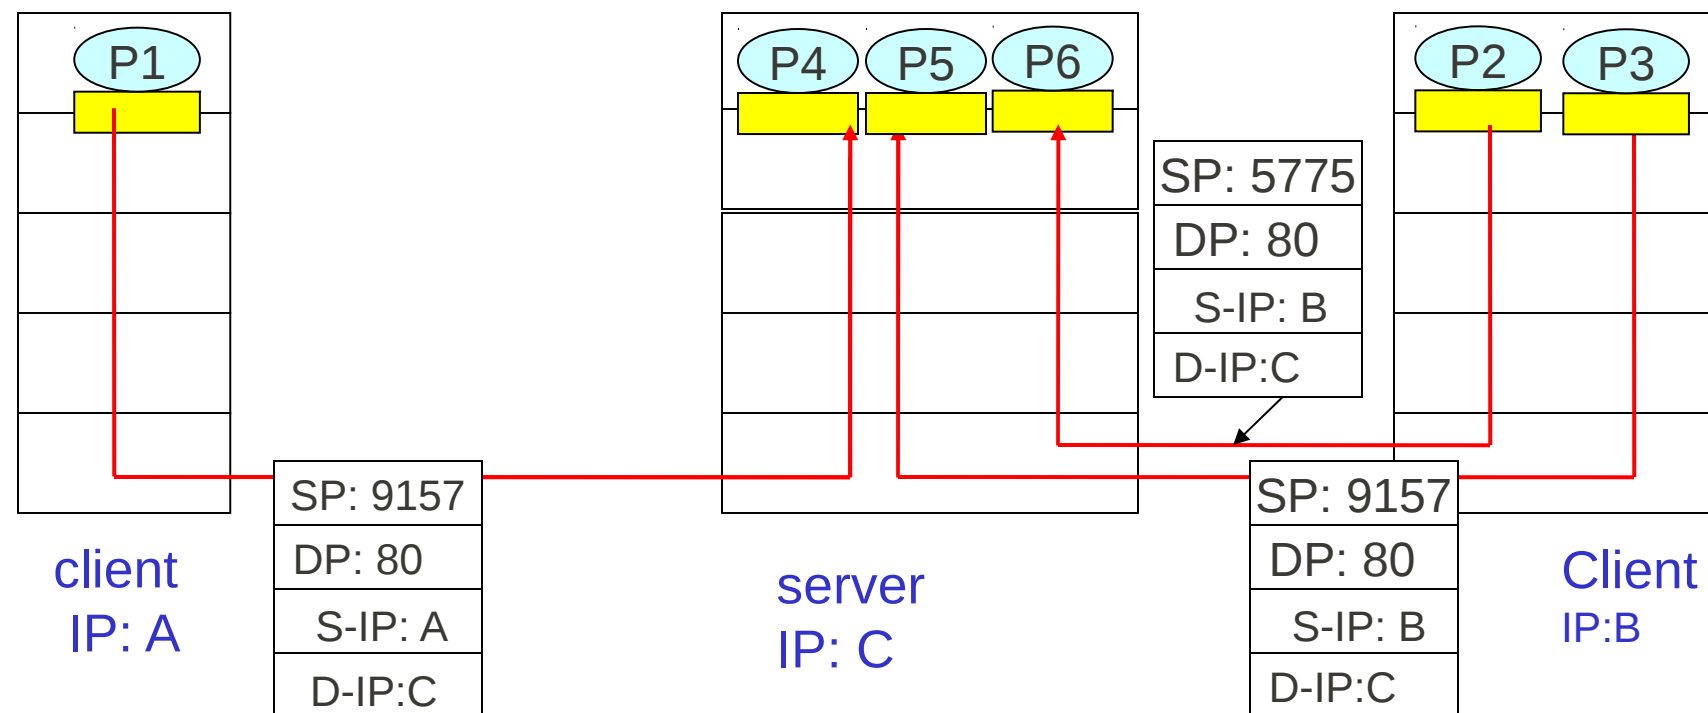 P1
P4
P5
P6
P2
P3
SP: 5775
DP: 80
S-IP: B
D-IP:C
SP: 9157
DP: 80
S-IP: A
D-IP:C
SP: 9157
DP: 80
S-IP: B
D-IP:C
client
IP: A
server
IP: C
Client
IP:B